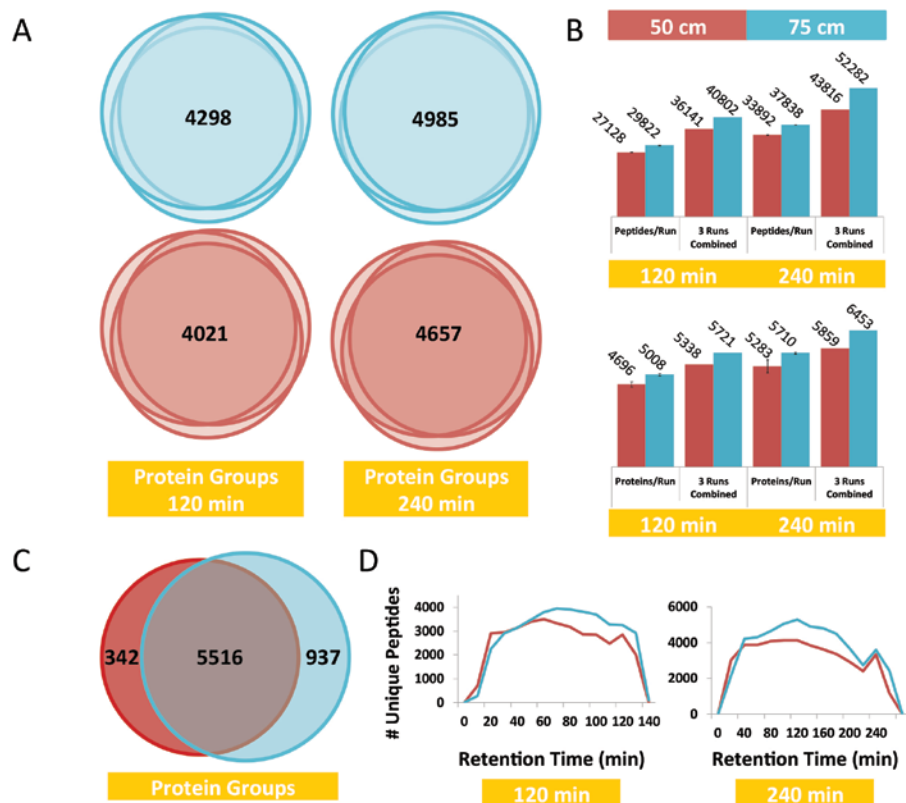 A
4298
4985
4021
4657
Protein Groups
120 min
Protein Groups
240 min
B
50 cm
75 cm
27128
29822
36141
40802
33892
37838
43816
52282
Peptides/Run
3 Runs
Combined
Peptides/Run
3 Runs
Combined
120 min
240 min
4696
5008
5338
5721
5283
5710
5859
6453
Proteins/Run
3 Runs
Combined
Proteins/Run
3 Runs
Combined
120 min
240 min
C
342
5516
937
Protein Groups
D
# Unique Peptides
4000
3000
2000
1000
0
0 20 40 60 80 100 120 140
Retention Time (min)
120 min
6000
4000
2000
0
0 40 80 120 160 200 240
Retention Time (min)
240 min